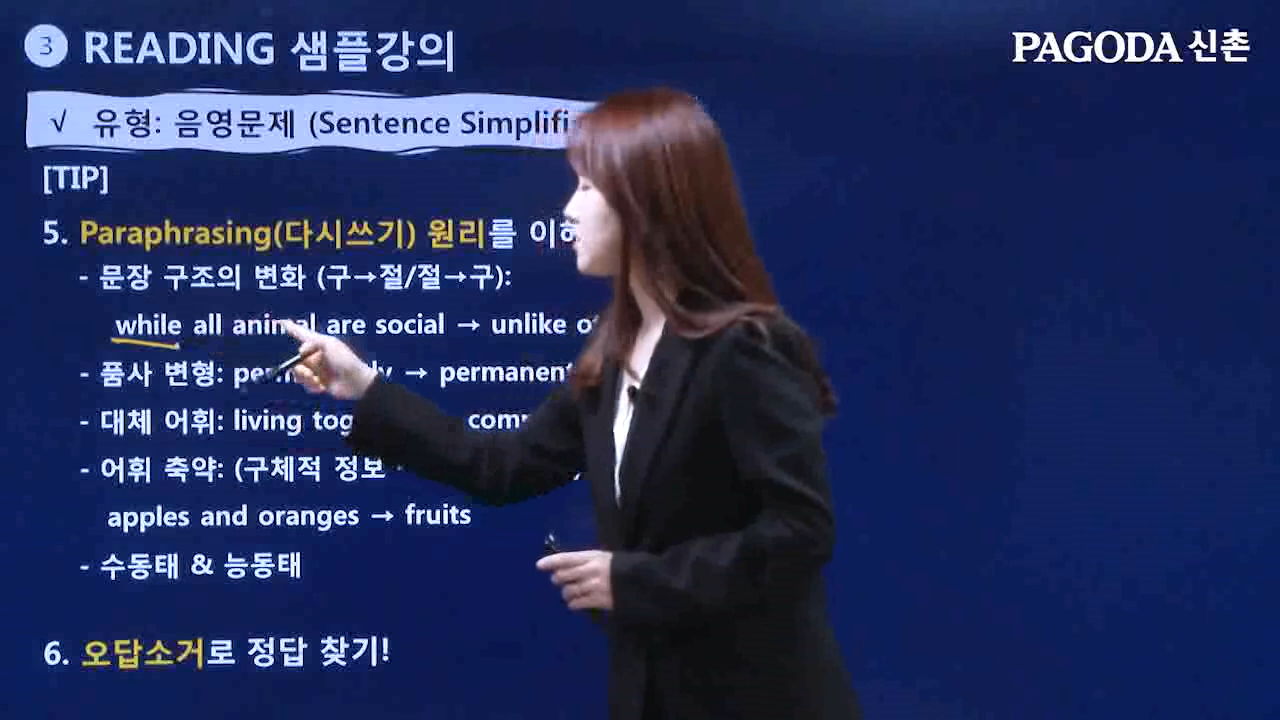 3 READING 샘플강의
PAGODA 신촌
√ 유형: 음영문제 (Sentence
[TIP]
5. Paraphrasing(다시쓰기) 원리를
- 문장 구조의 변화 (구→절/절→구):
while all animal are social → unlike
- 품사 변형: → permanent
- 대체 어휘: living
- 어휘 축약: (구체적 정보
apples and oranges → fruits
- 수동태 & 능동태
6. 오답소거로 정답 찾기!